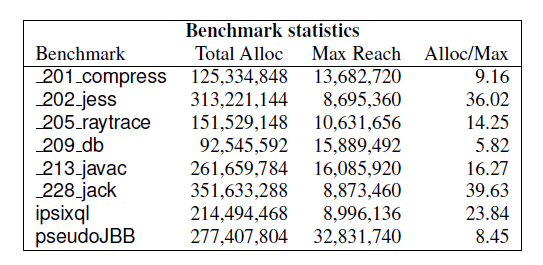 Benchmark statistics
Benchmark Total Alloc Max Reach Alloc/Max
_201_compress 125,334,848 13,682,720 9.16
_202_jess 313,221,144 8,695,360 36.02
_205_raytrace 151,529,148 10,631,656 14.25
_209_db 92,545,592 15,889,492 5.82
_213_javac 261,659,784 16,085,920 16.27
_228_jack 351,633,288 8,873,460 39.63
ipsixql 214,494,468 8,996,136 23.84
pseudoJBB 277,407,804 32,831,740 8.45